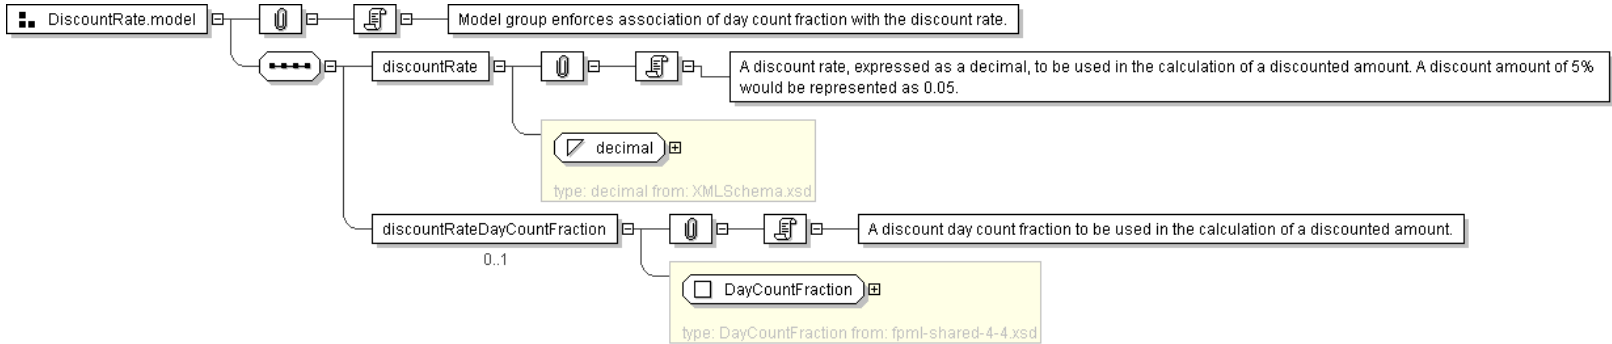 DiscountRate.model
Model group enforces association of day count fraction with the discount rate.
discountRate
A discount rate, expressed as a decimal, to be used in the calculation of a discounted amount. A discount amount of 5%
would be represented as 0.05.
decimal
type: decimal from: XMLSchema.xsd
discountRateDayCountFraction
0..1
A discount day count fraction to be used in the calculation of a discounted amount.
DayCountFraction
type: DayCountFraction from: fpml-shared-4-4.xsd